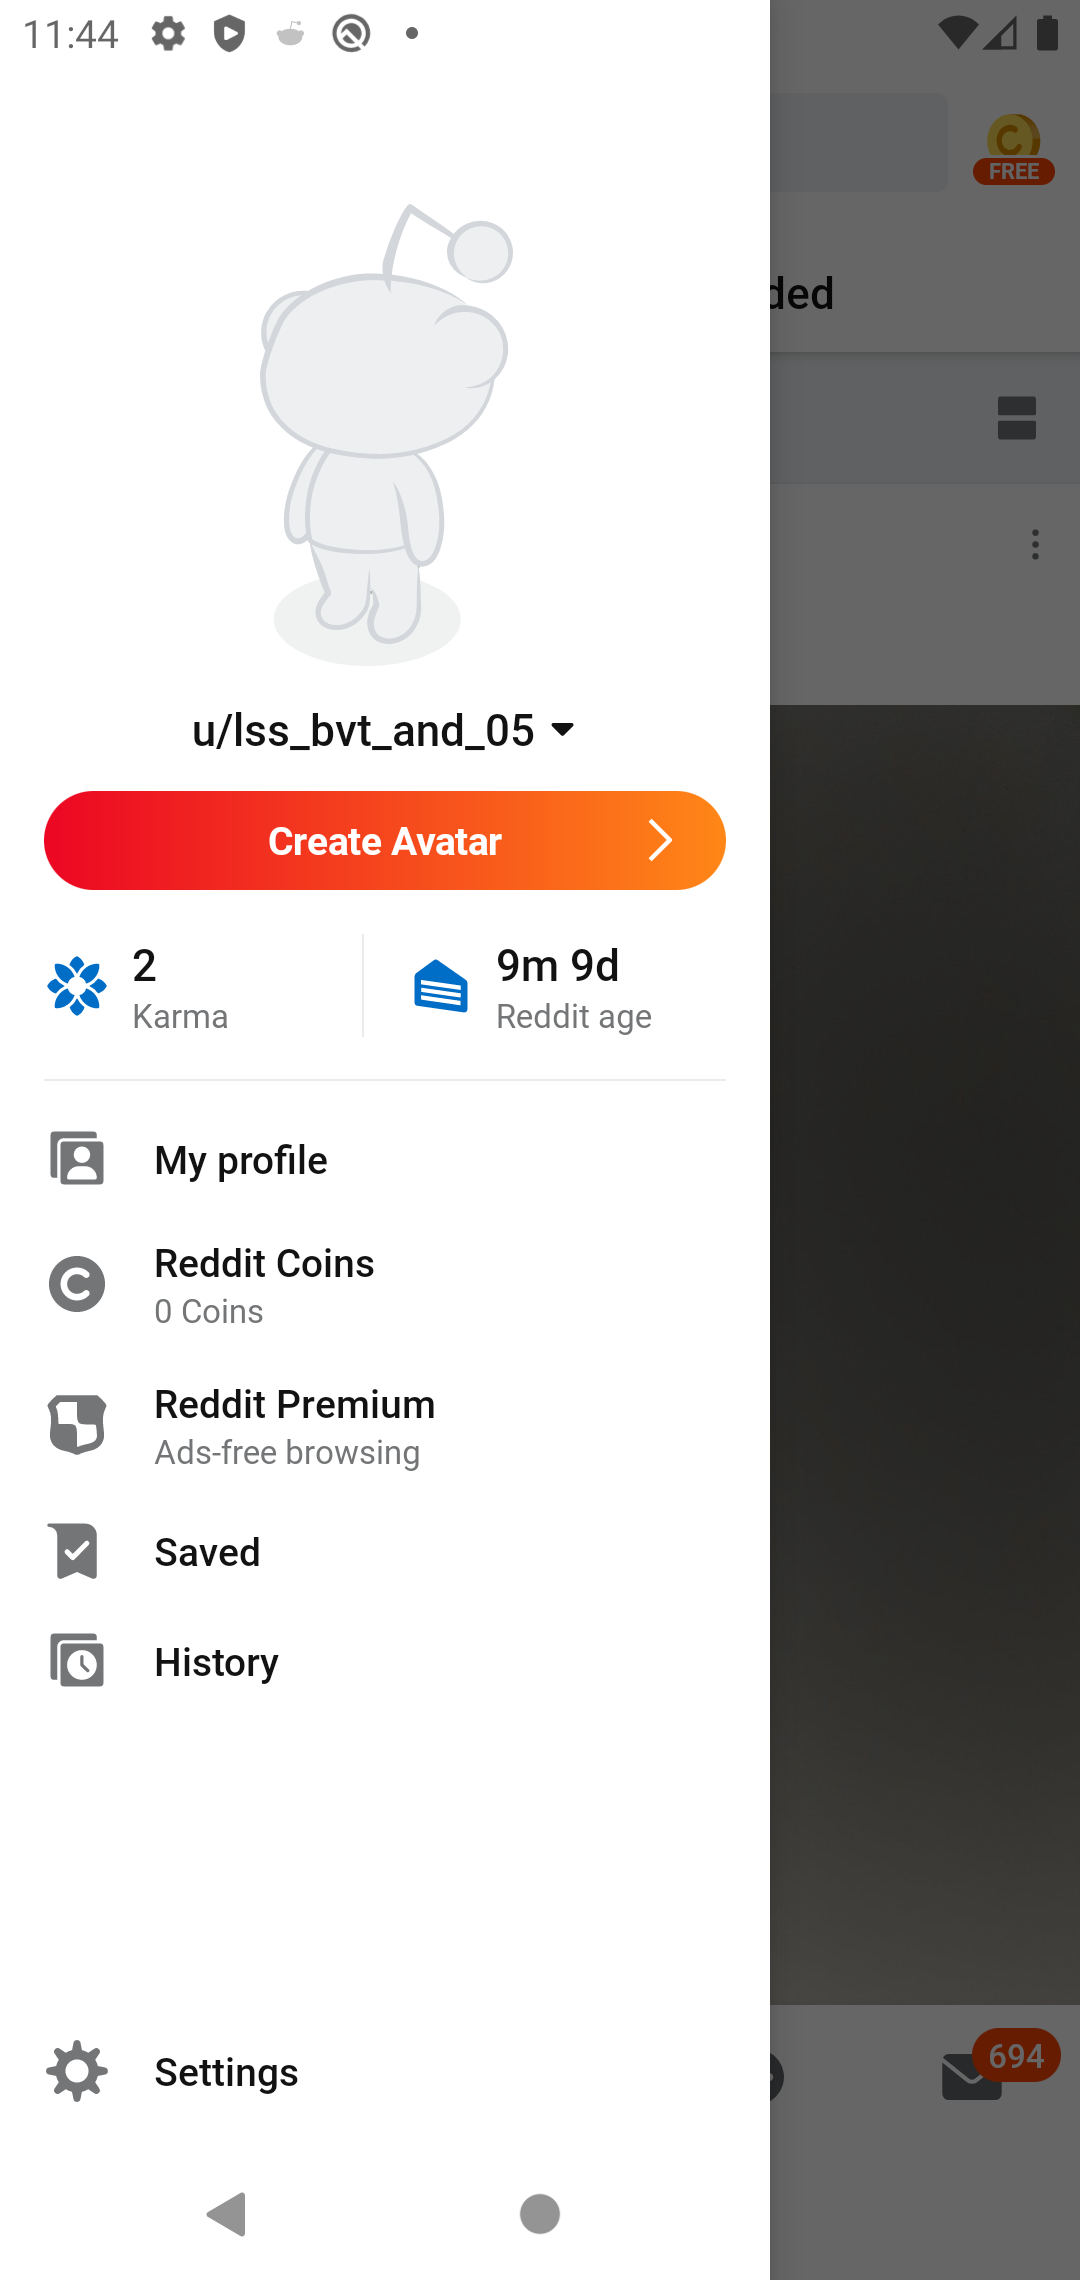 11:44
FREE
ded
u/lss_bvt_and_05
Create Avatar
2
Karma
9m 9d
Reddit age
My profile
Reddit Coins
0 Coins
Reddit Premium
Ads-free browsing
Saved
History
Settings
694